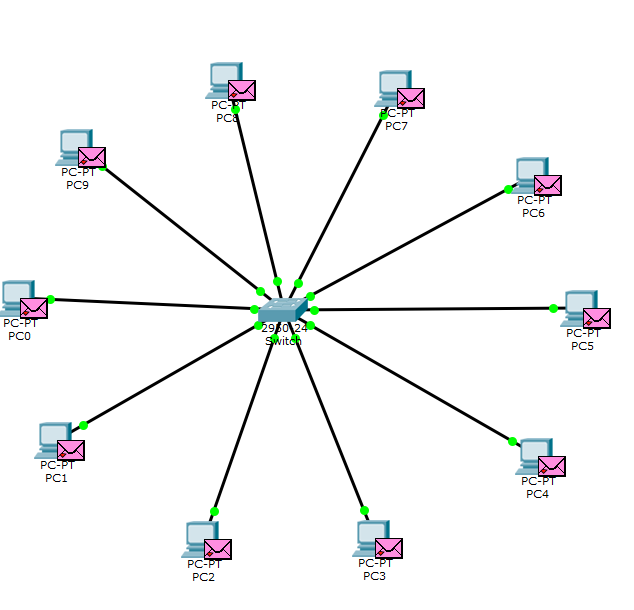 PC-PT
PC8
PC-PT
PC7
PC-PT
PC9
PC-PT
PC6
PC-PT
PC0
2950-24
Switch
PC-PT
PC5
PC-PT
PC1
PC-PT
PC4
PC-PT
PC2
PC-PT
PC3